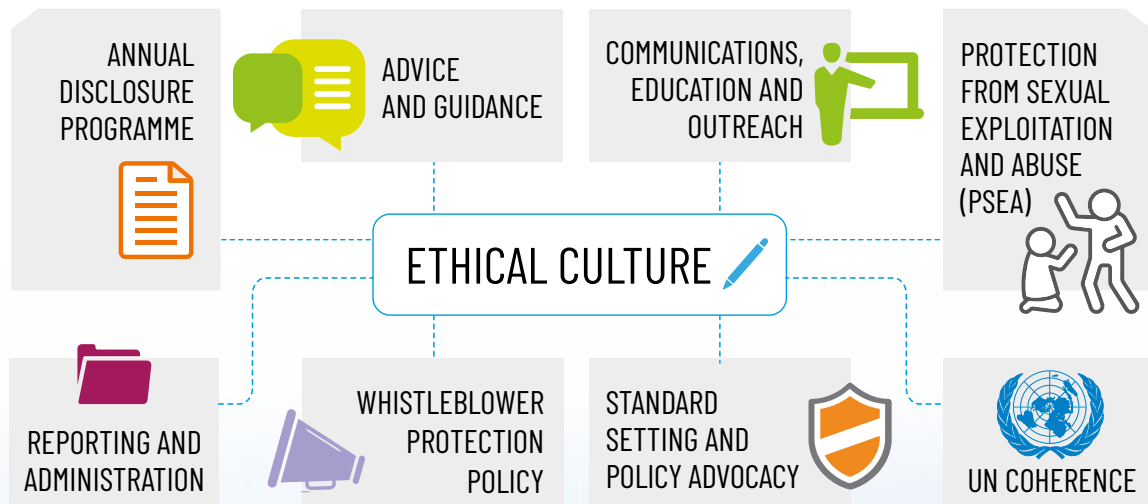 ANNUAL
DISCLOSURE
PROGRAMME
ADVICE
AND GUIDANCE
COMMUNICATIONS,
EDUCATION AND
OUTREACH
PROTECTION
FROM SEXUAL
EXPLOITATION
AND ABUSE
(PSEA)
ETHICAL CULTURE
REPORTING AND
ADMINISTRATION
WHISTLEBLOWER
PROTECTION
POLICY
STANDARD
SETTING AND
POLICY ADVOCACY
UN COHERENCE